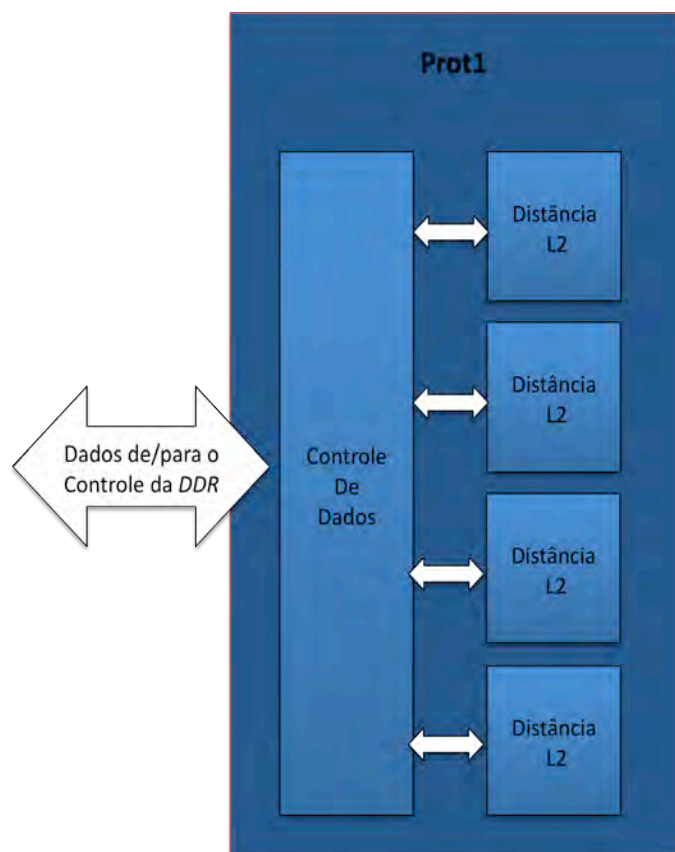 Prot1
Distância
L2
Distância
L2
Dados de/para o
Controle da DDR
Controle
De
Dados
Distância
L2
Distância
L2